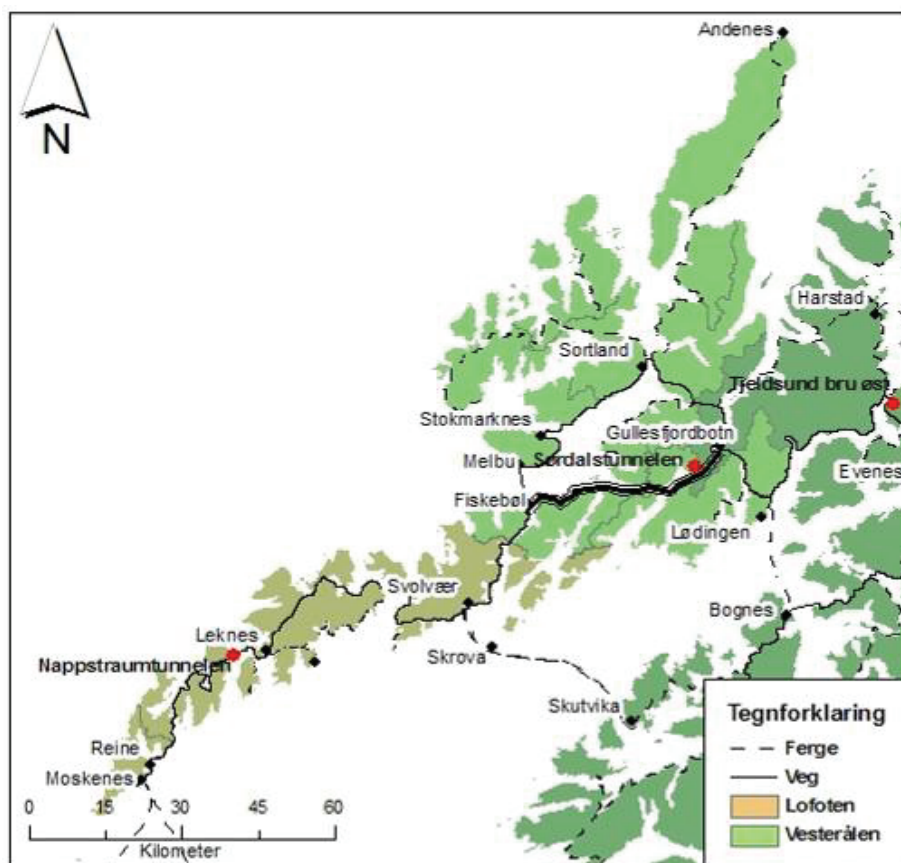 Andenes
N
Harstad
Sortland
Tjeldsund bru øst
Stokmarknes
Gullesfjordbotn
Melbu
Sørdalstunnelen
Evenes
Fiskebøl
Lødingen
Svolvær
Bognes
Leknes
Skrova
Nappstraumtunnelen
Skutvika
Tegnforklaring
Reine
Ferge
Moskenes
Veg
0 15 30 45 60
Lofoten
Kilometer
Vesterålen